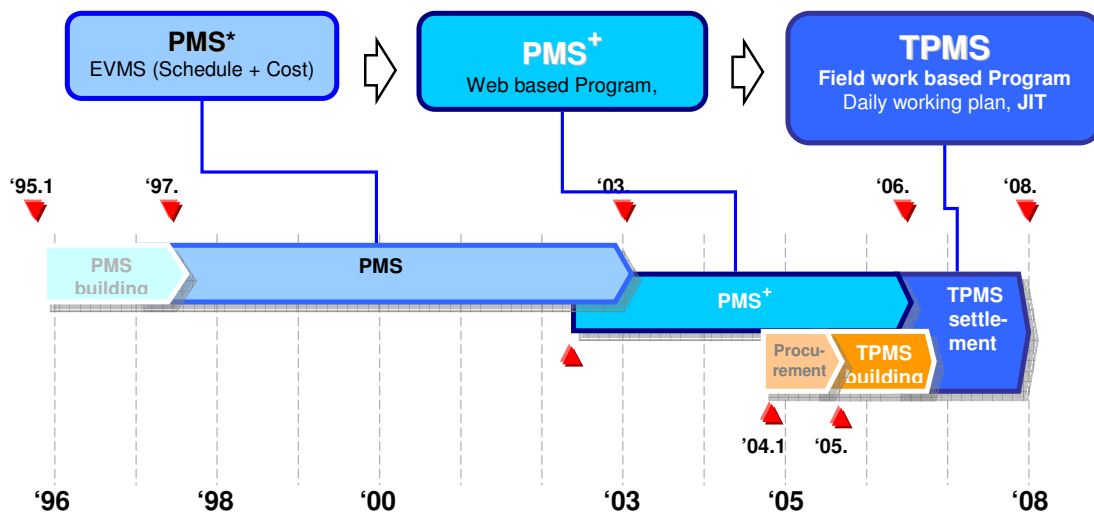 PMS*
EVMS (Schedule + Cost)
PMS+
Web based Program,
TPMS
Field work based Program
Daily working plan, JIT
‘95.1
‘97.
‘03.
‘06.
‘08.
PMS
building
PMS
PMS+
TPMS
settle-
ment
Procu-
rement
TPMS
building
’04.1
‘05.
‘96
‘98
‘00
‘03
‘05
‘08